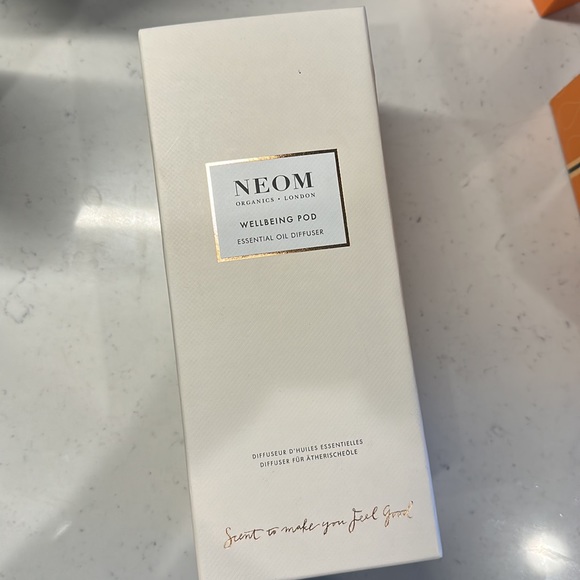 NEOM
ORGANICS • LONDON
WELLBEING POD
ESSENTIAL OIL DIFFUSER
DIFFUSEUR D'HUILES ESSENTIELLES
DIFFUSER FÜR ÄTHERISCHEÖLE
Scent to make you Feel Good